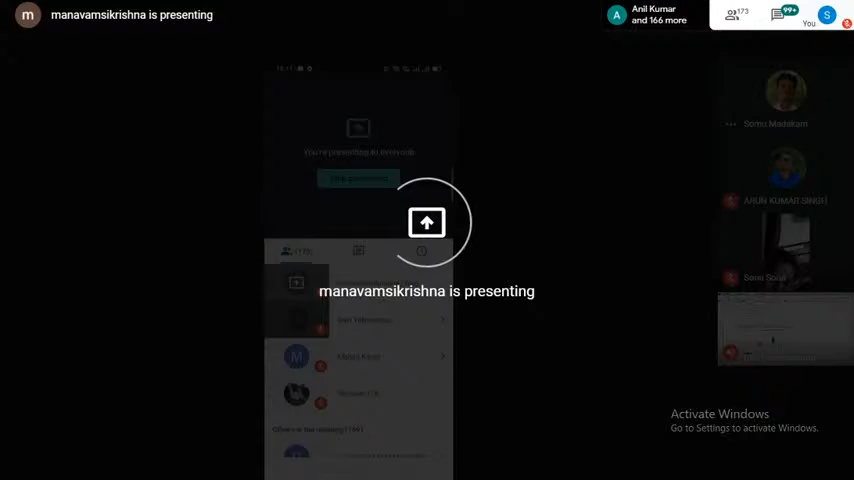 m
manavamsikrishna is presenting
A
Anil Kumar
and 166 more
173
99+
You
S
Somu Madakam
You're presenting to everyone
ARUN KUMAR SINGH
(173)
Sonu Sonu
manavamsikrishna is presenting
M
Activate Windows
Go to Settings to activate Windows.